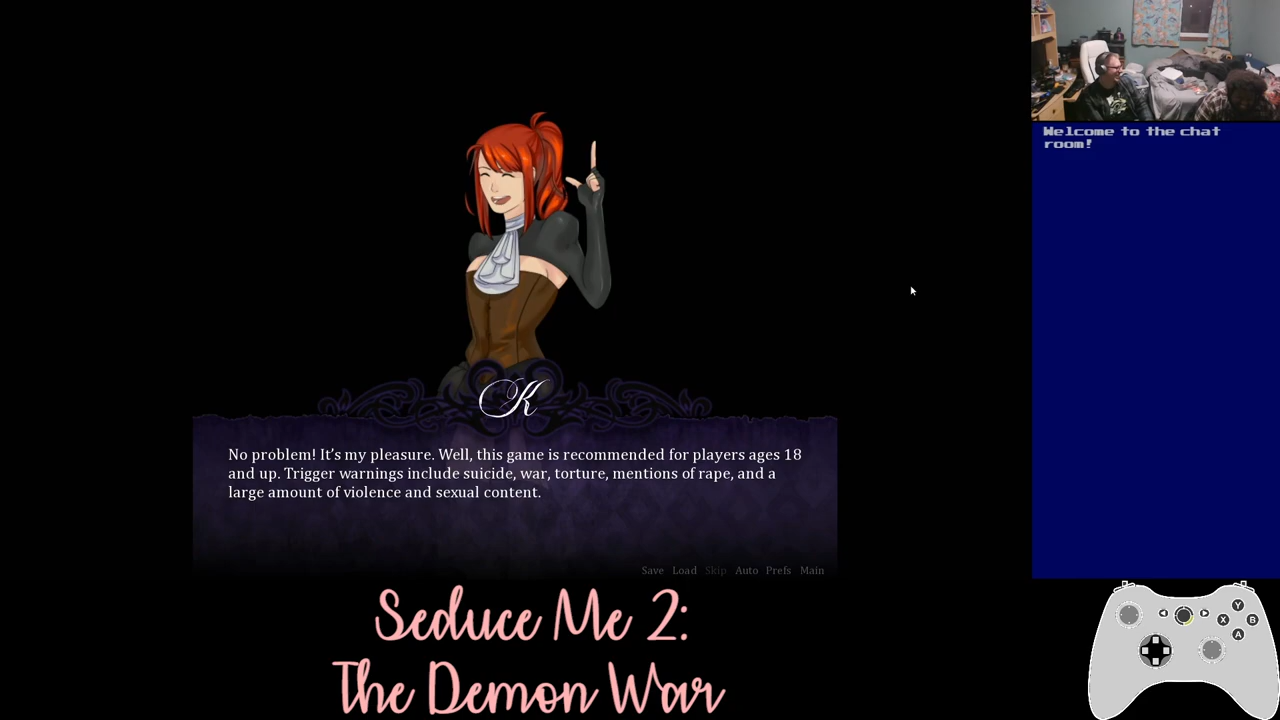 Welcome to the chat
room!
K
No problem! It's my pleasure. Well, this game is recommended for players ages 18
and up. Trigger warnings include suicide, war, torture, mentions of rape, and a
large amount of violence and sexual content.
Save Load Skip Auto Prefs Main
Seduce Me 2:
The Demon War
Y
X B
A